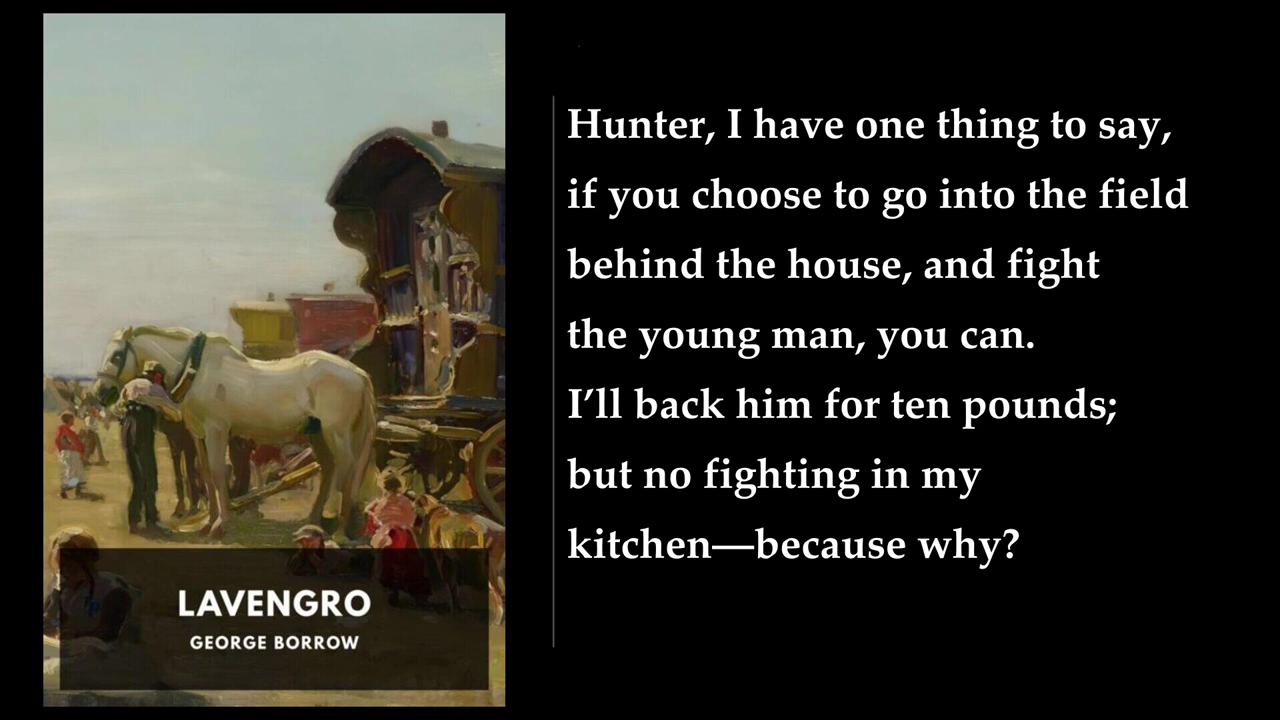 LAVENGRO
GEORGE BORROW
Hunter, I have one thing to say,
if you choose to go into the field
behind the house, and fight
the young man, you can.
I’ll back him for ten pounds;
but no fighting in my
kitchen—because why?